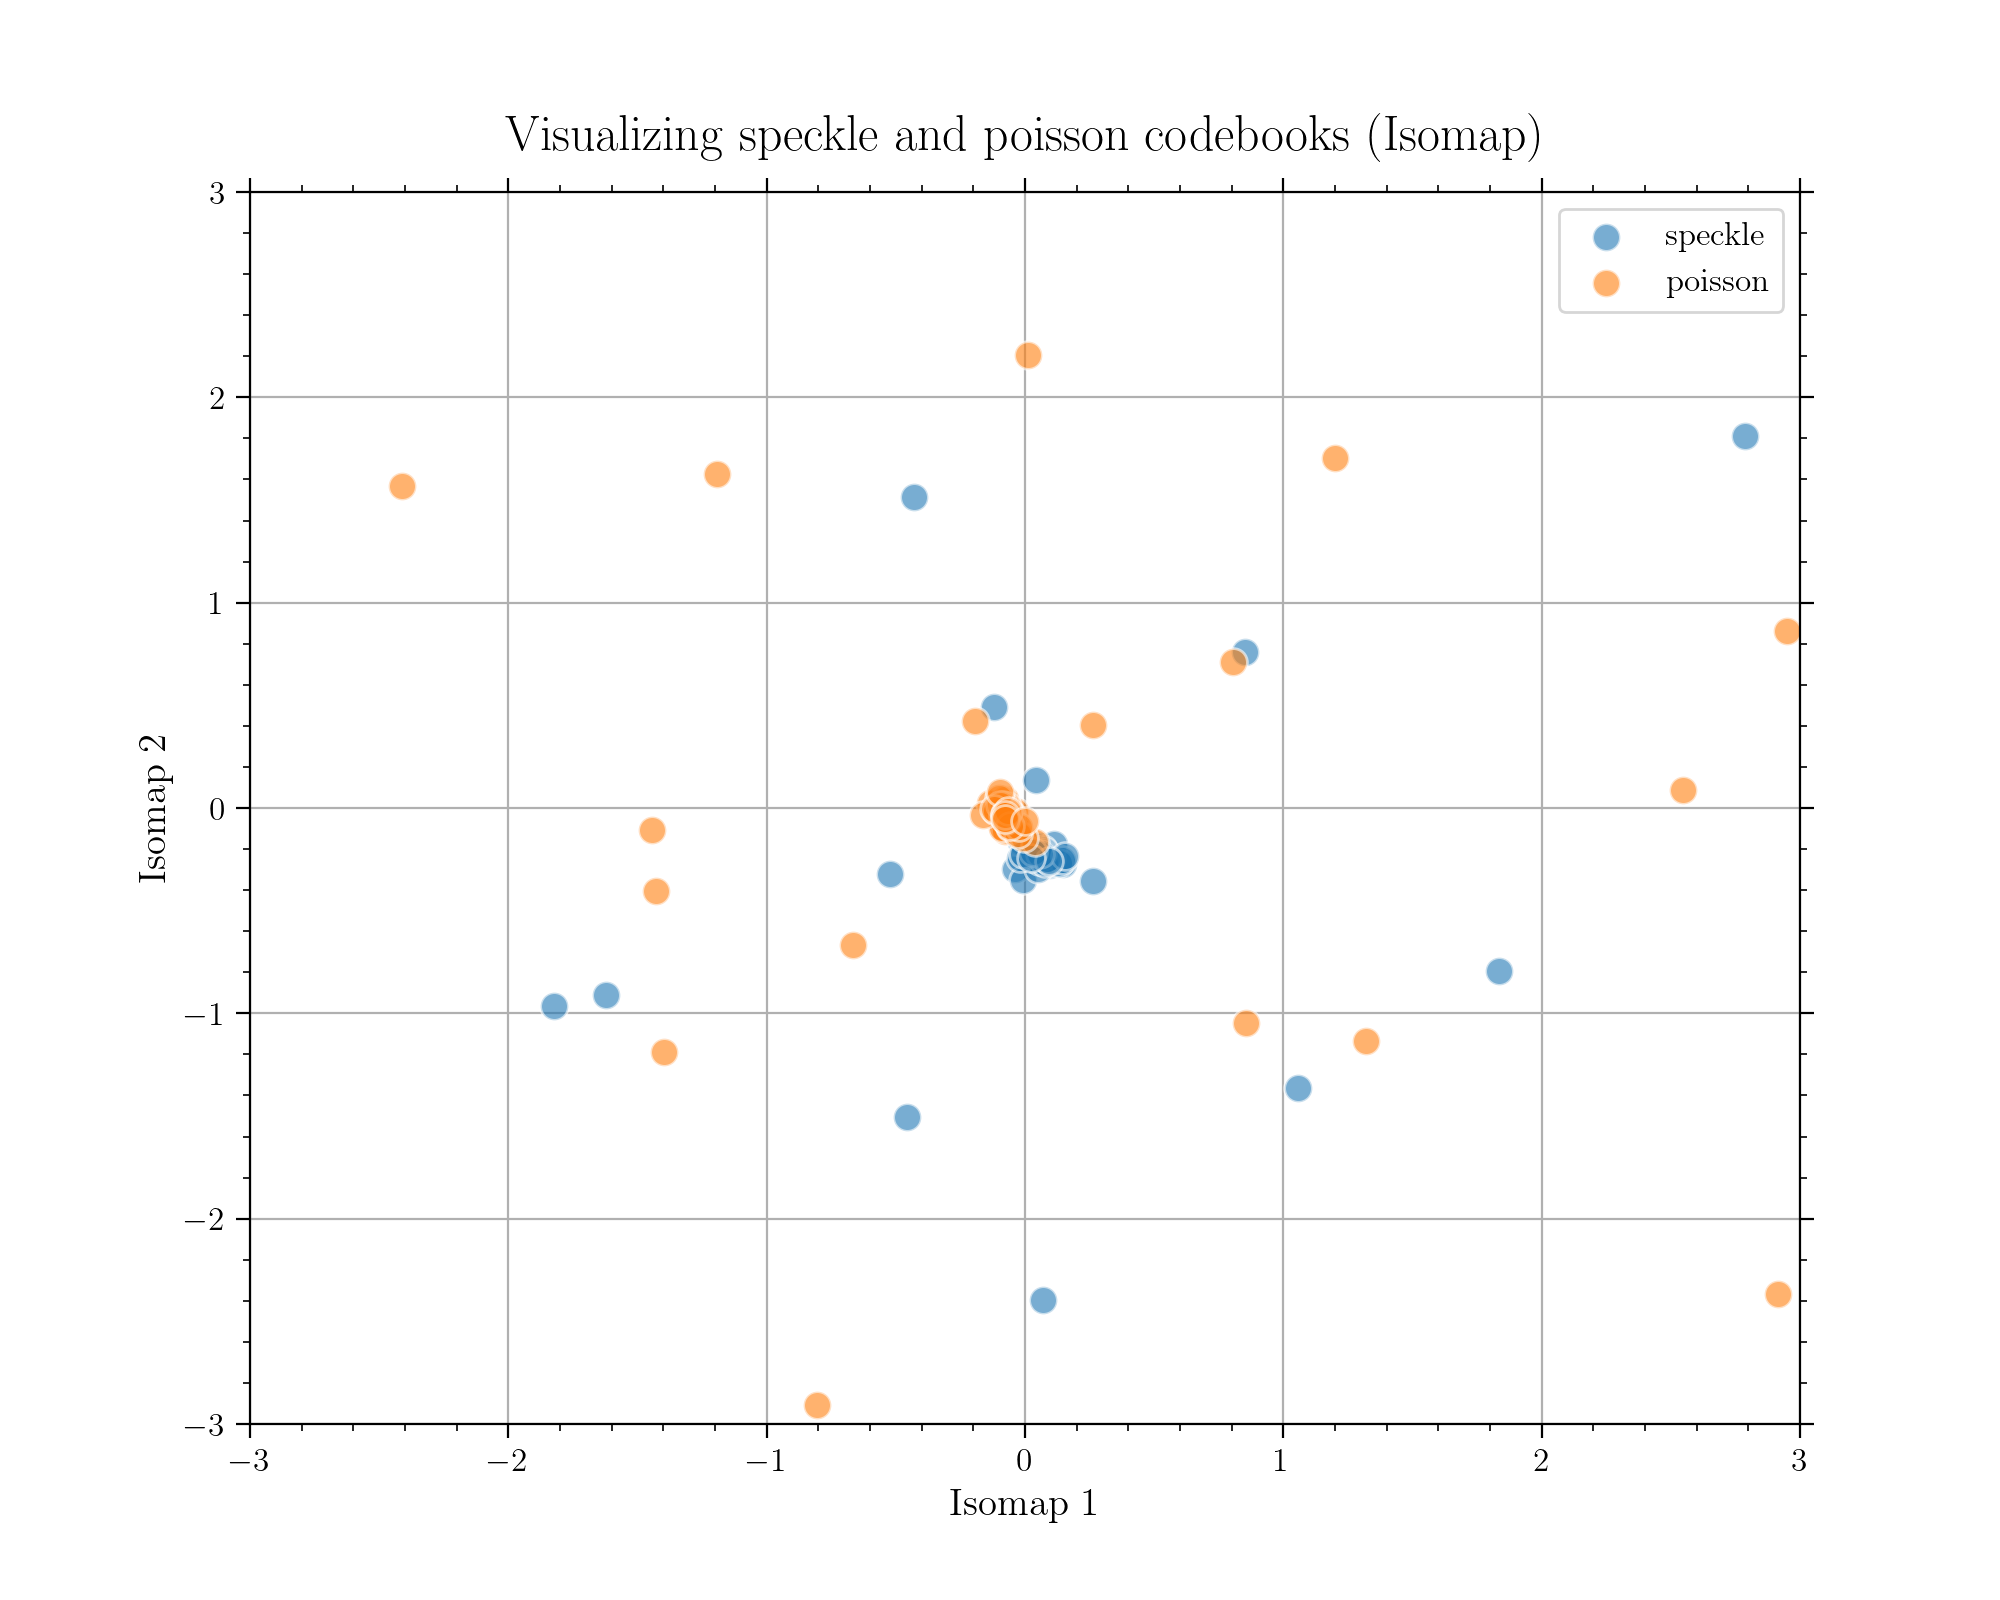 Visualizing speckle and poisson codebooks (Isomap)
speckle
poisson
3
2
1
0
−1
−2
−3
Isomap 2
−3
−2
−1
0
1
2
3
Isomap 1